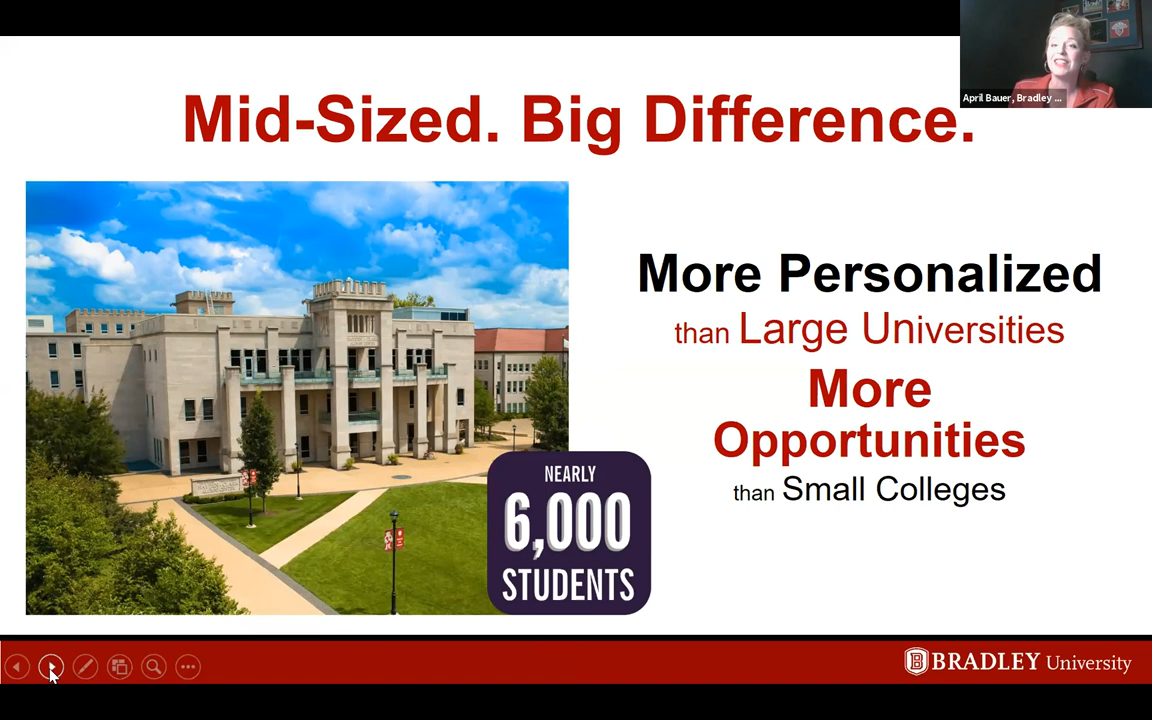 April Bauer, Bradley ...
Mid-Sized. Big Difference.
More Personalized
than Large Universities
More
Opportunities
than Small Colleges
NEARLY
6,000
STUDENTS
B BRADLEY University